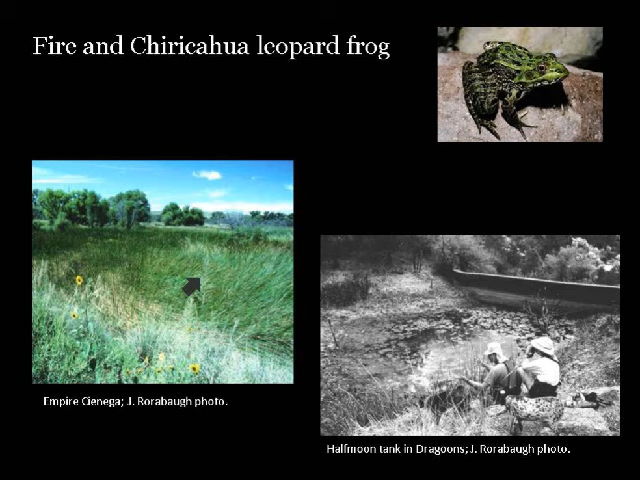 Fire and Chiricahua leopard frog
Empire Cienega; J. Rorabaugh photo.
Halfmoon tank in Dragoons; J. Rorabaugh photo.